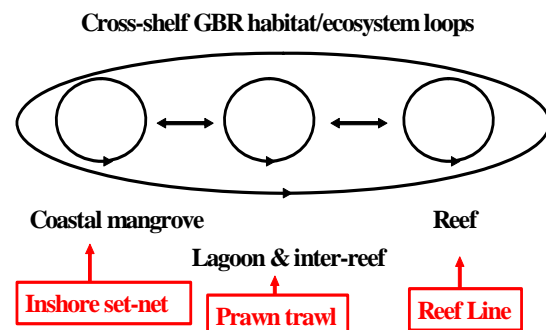 Cross-shelf GBR habitat/ecosystem loops
Coastal mangrove
Reef
Lagoon & inter-reef
Inshore set-net
Prawn trawl
Reef Line